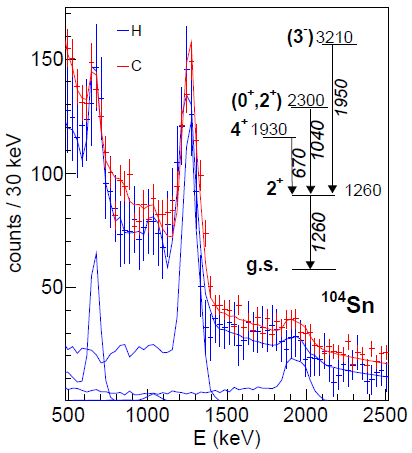 150
100
50
counts / 30 keV
H
C
(3⁻) 3210
1950
(0⁺,2⁺) 2300
4⁺ 1930
1040
670
2⁺ 1260
1260
g.s.
¹⁰⁴Sn
500 1000 1500 2000 2500
E (keV)